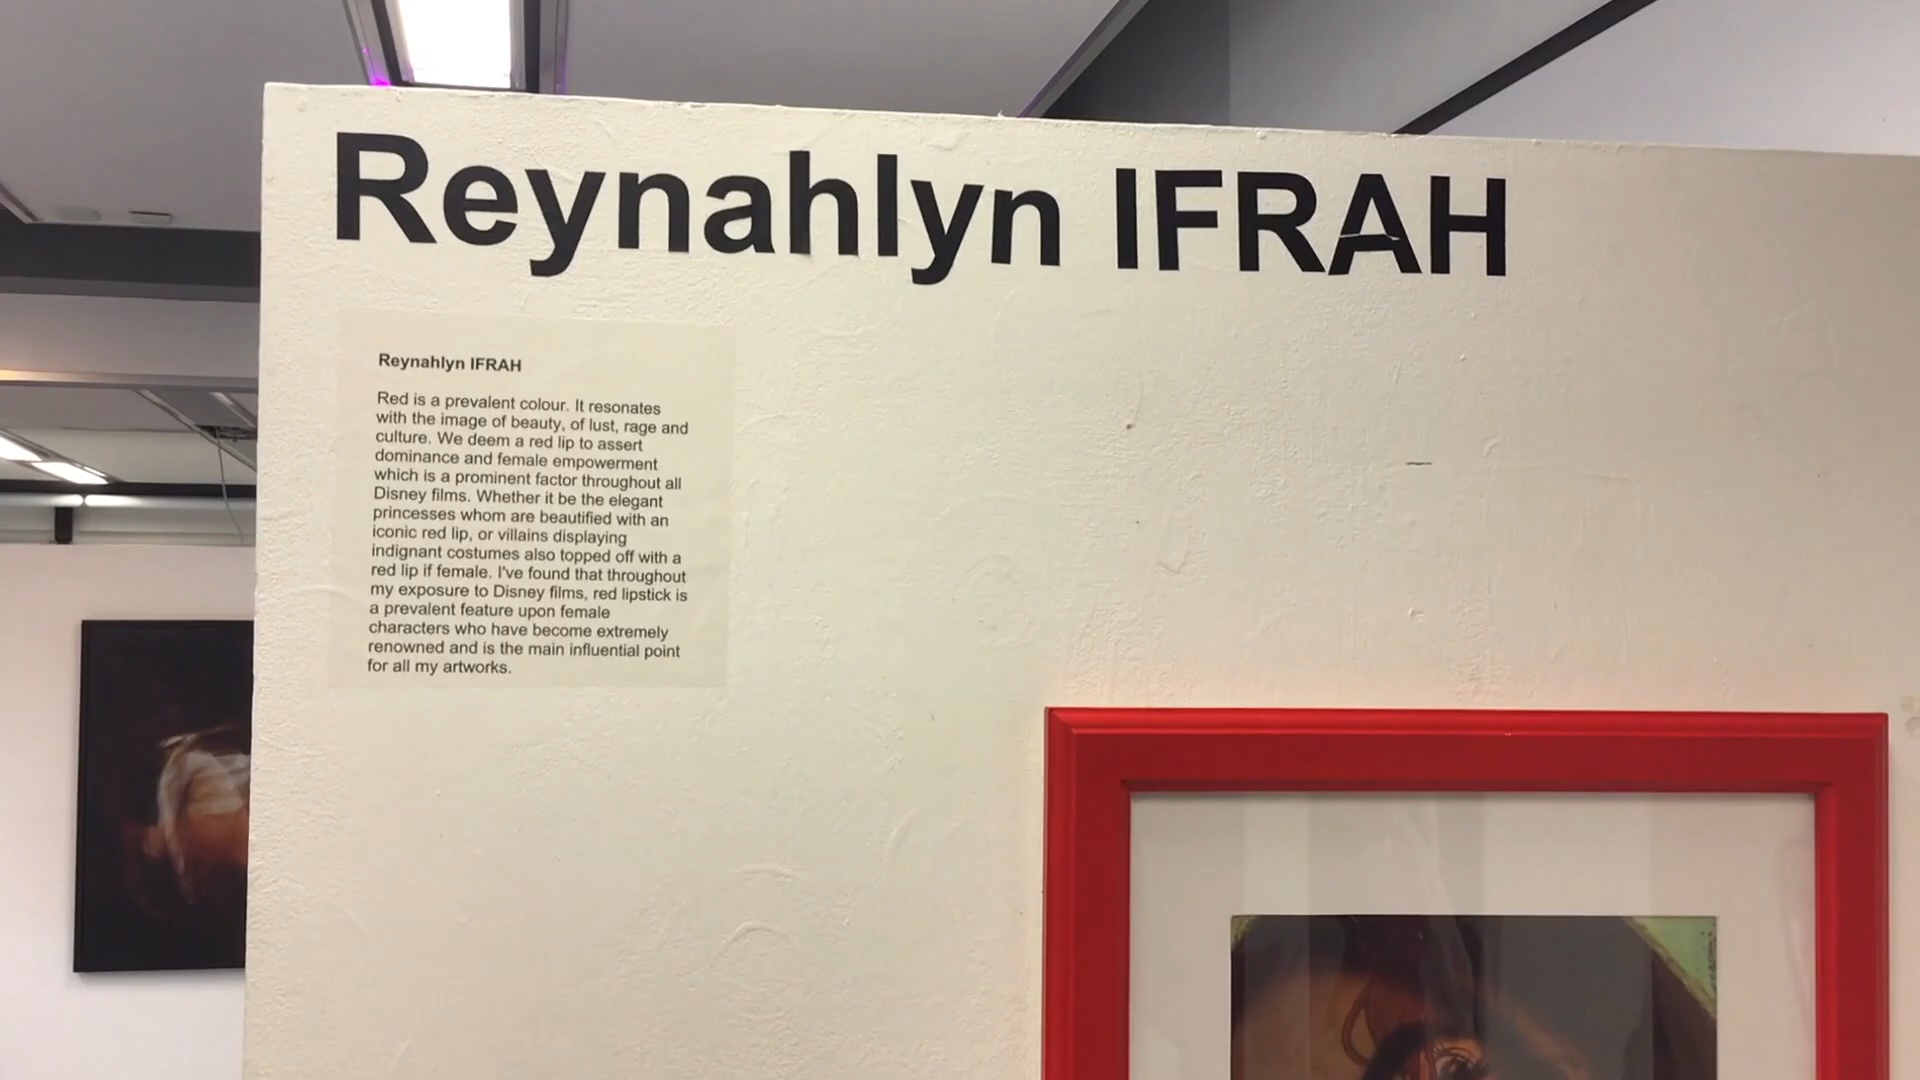 Reynahlyn IFRAH
Reynahlyn IFRAH
Red is a prevalent colour. It resonates
with the image of beauty, of lust, rage and
culture. We deem a red lip to assert
dominance and female empowerment
which is a prominent factor throughout all
Disney films. Whether it be the elegant
princesses whom are beautified with an
iconic red lip, or villains displaying
indignant costumes also topped off with a
red lip if female. I've found that throughout
my exposure to Disney films, red lipstick is
a prevalent feature upon female
characters who have become extremely
renowned and is the main influential point
for all my artworks.